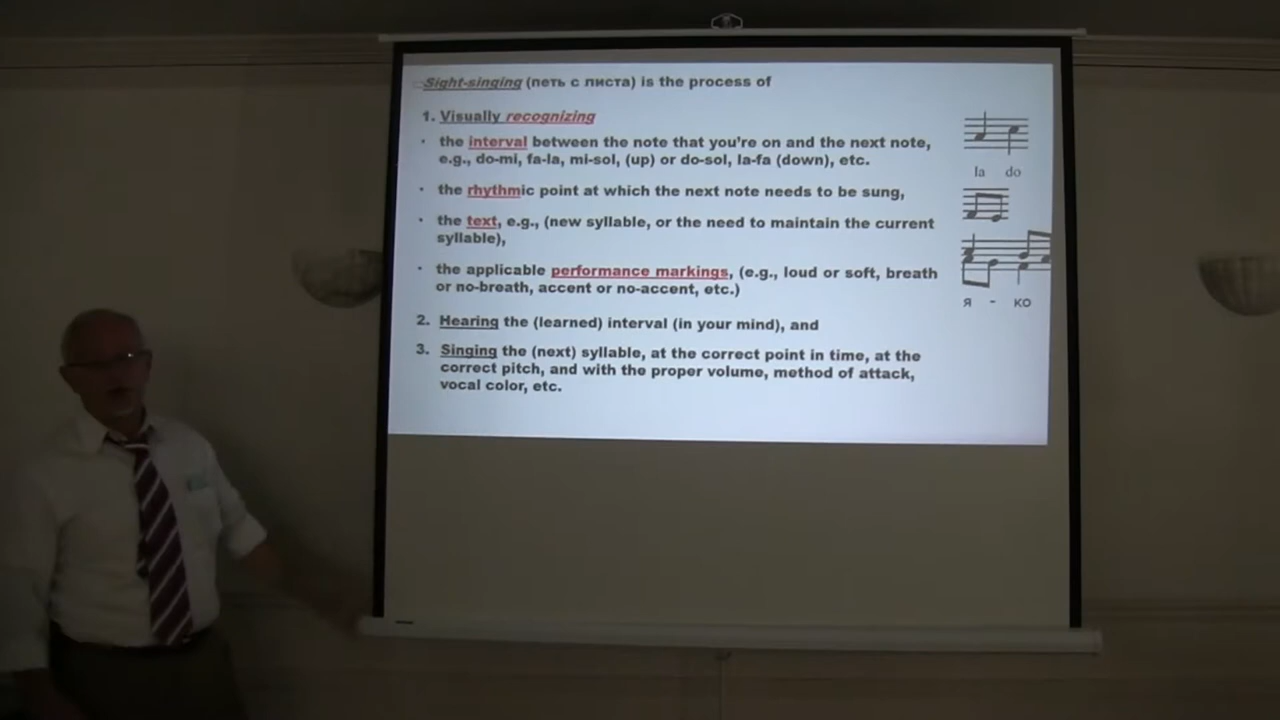 Sight-singing (петь с листа) is the process of
1. Visually recognizing
· the interval between the note that you're on and the next note,
e.g., do-mi, fa-la, mi-sol, (up) or do-sol, la-fa (down), etc.
la do
· the rhythmic point at which the next note needs to be sung,
· the text, e.g., (new syllable, or the need to maintain the current
syllable),
· the applicable performance markings, (e.g., loud or soft, breath
or no-breath, accent or no-accent, etc.)
я - ко
2. Hearing the (learned) interval (in your mind), and
3. Singing the (next) syllable, at the correct point in time, at the
correct pitch, and with the proper volume, method of attack,
vocal color, etc.